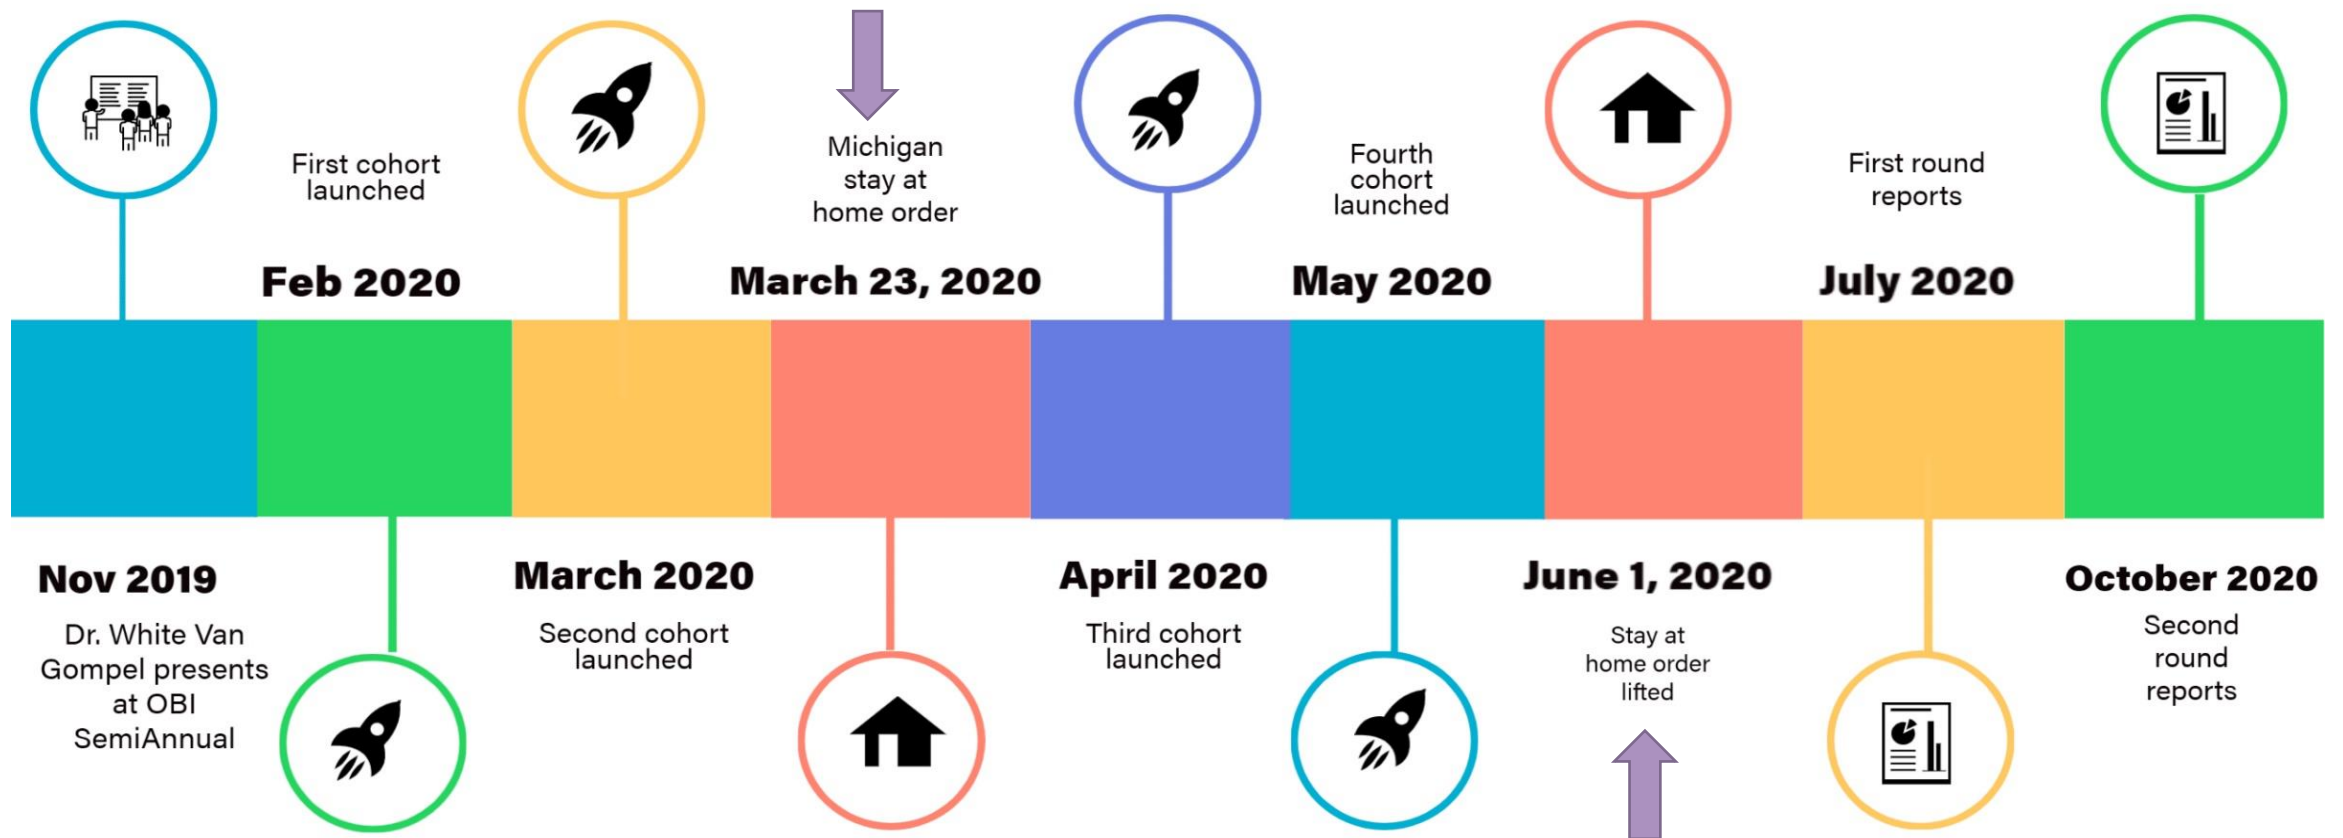 Nov 2019
Dr. White Van
Gompel presents
at OBI
SemiAnnual
First cohort
launched
Feb 2020
March 2020
Second cohort
launched
Michigan
stay at
home order
March 23, 2020
April 2020
Third cohort
launched
Fourth
cohort
launched
May 2020
June 1, 2020
Stay at
home order
lifted
First round
reports
July 2020
October 2020
Second
round
reports